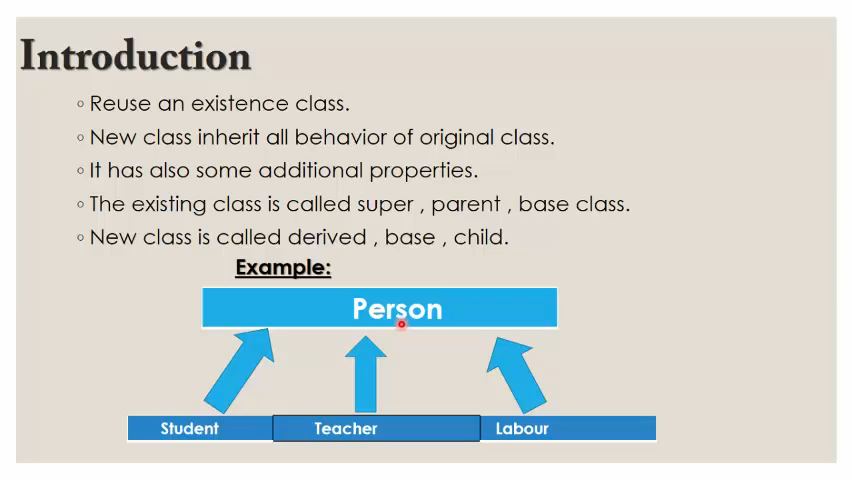 Introduction
◦ Reuse an existence class.
◦ New class inherit all behavior of original class.
◦ It has also some additional properties.
◦ The existing class is called super , parent , base class.
◦ New class is called derived , base , child.
Example:
Person
Student Teacher Labour